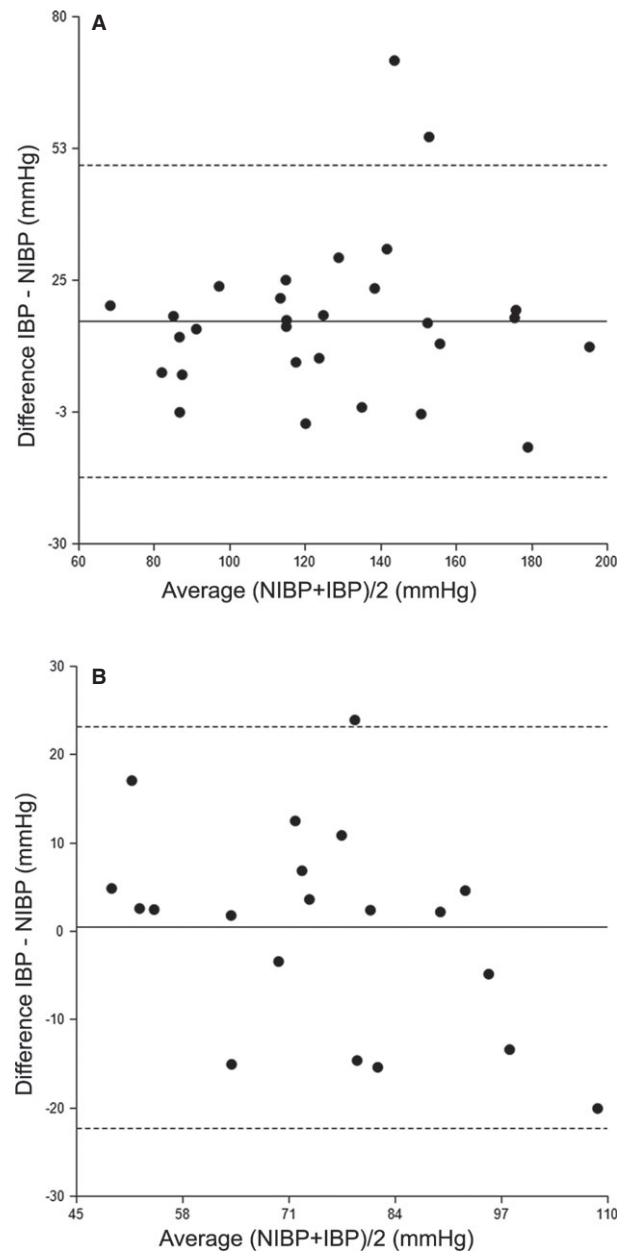 A
80
53
25
-3
-30
Difference IBP - NIBP (mmHg)
60 80 100 120 140 160 180 200
Average (NIBP+IBP)/2 (mmHg)
B
30
20
10
0
-10
-20
-30
Difference IBP - NIBP (mmHg)
45 58 71 84 97 110
Average (NIBP+IBP)/2 (mmHg)